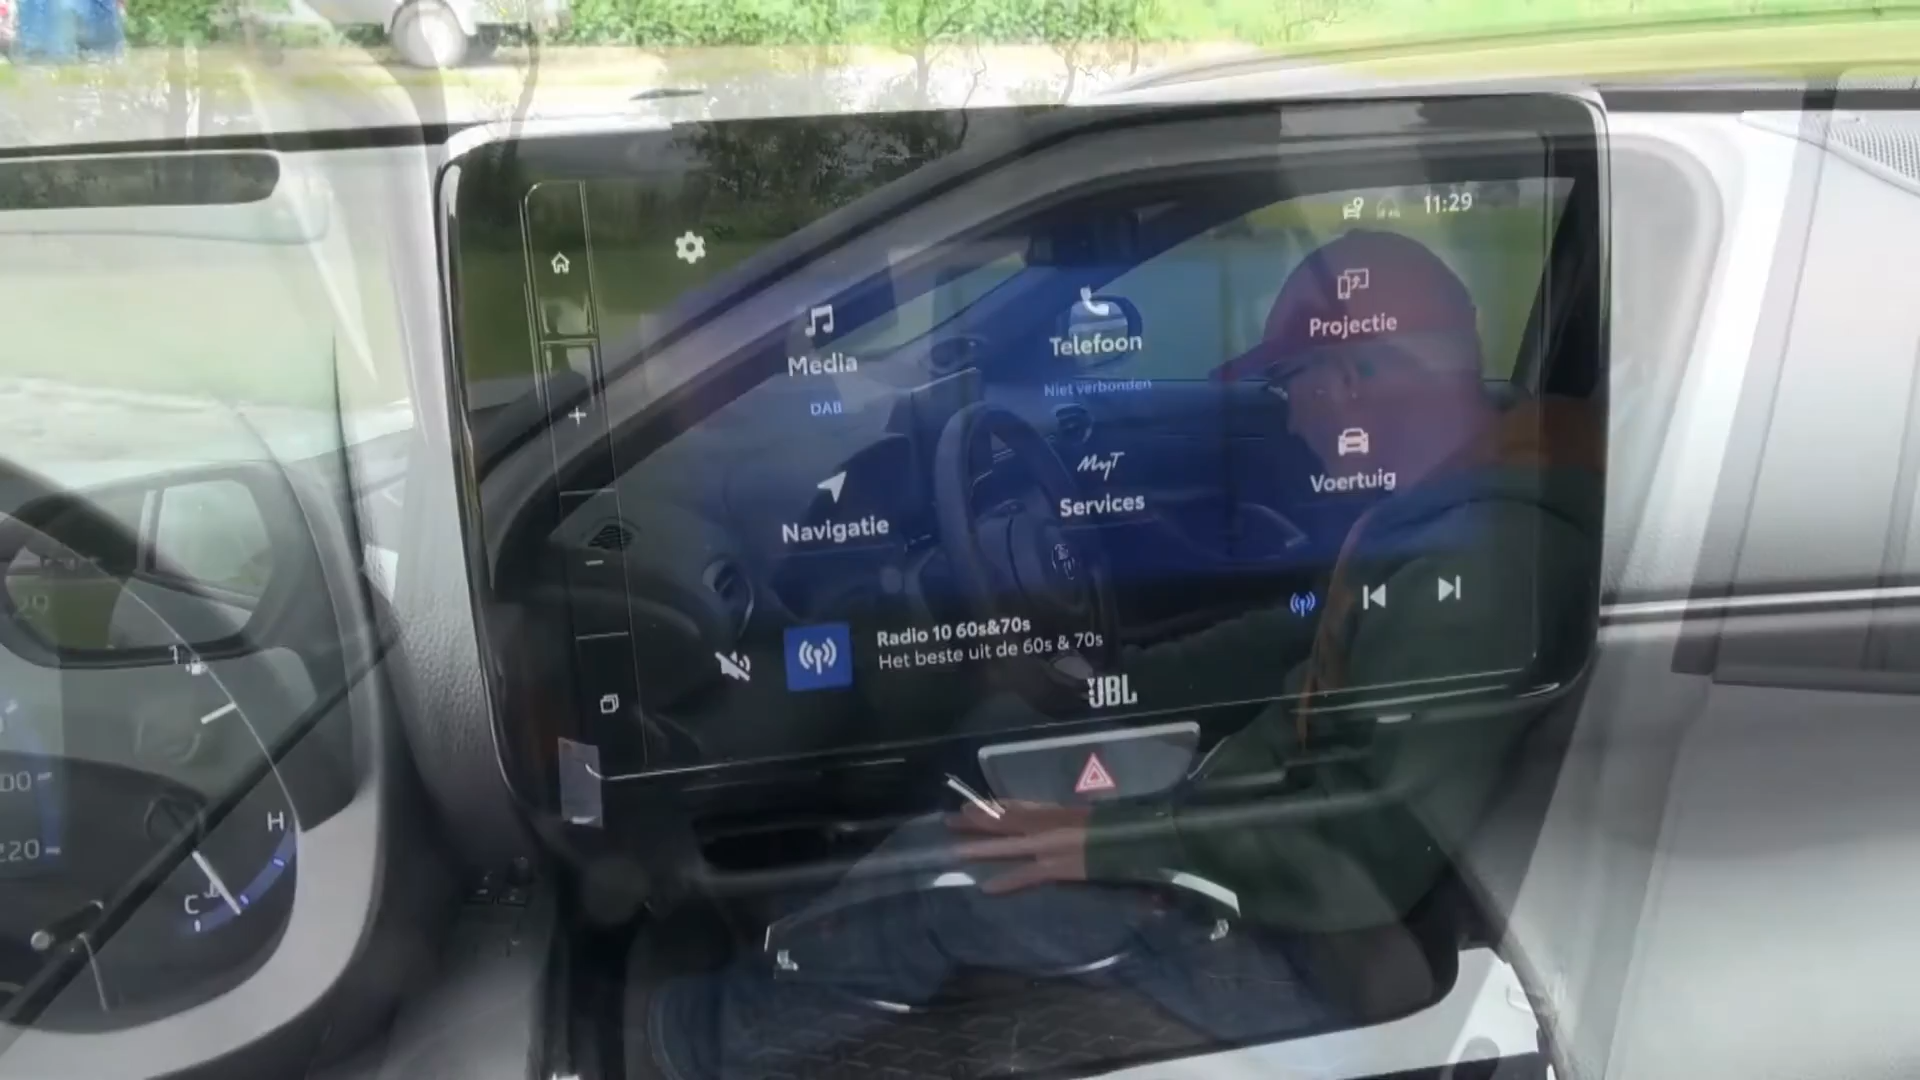 11:29
Media
DAB
Telefoon
Niet verbonden
Projectie
Navigatie
MyT
Services
Voertuig
Radio 10 60s&70s
Het beste uit de 60s & 70s
JBL
H
C
220